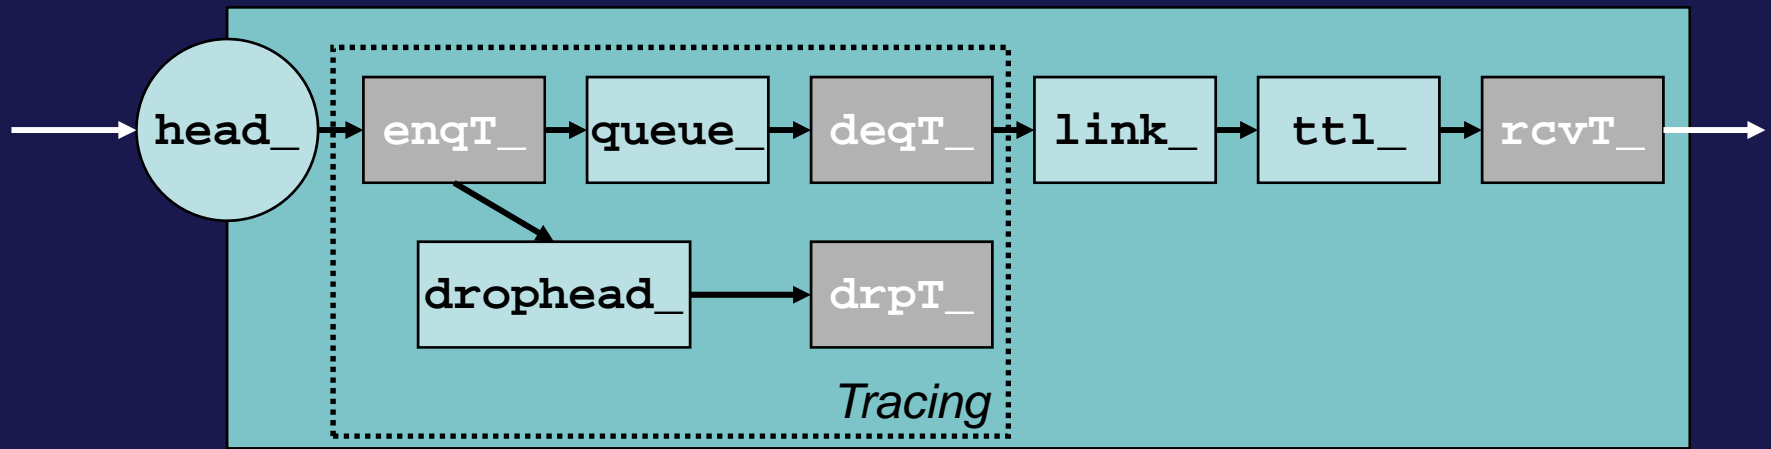 head_ enqT_ queue_ deqT_ link_ ttl_ rcvT_
drophead_ drpT_
Tracing